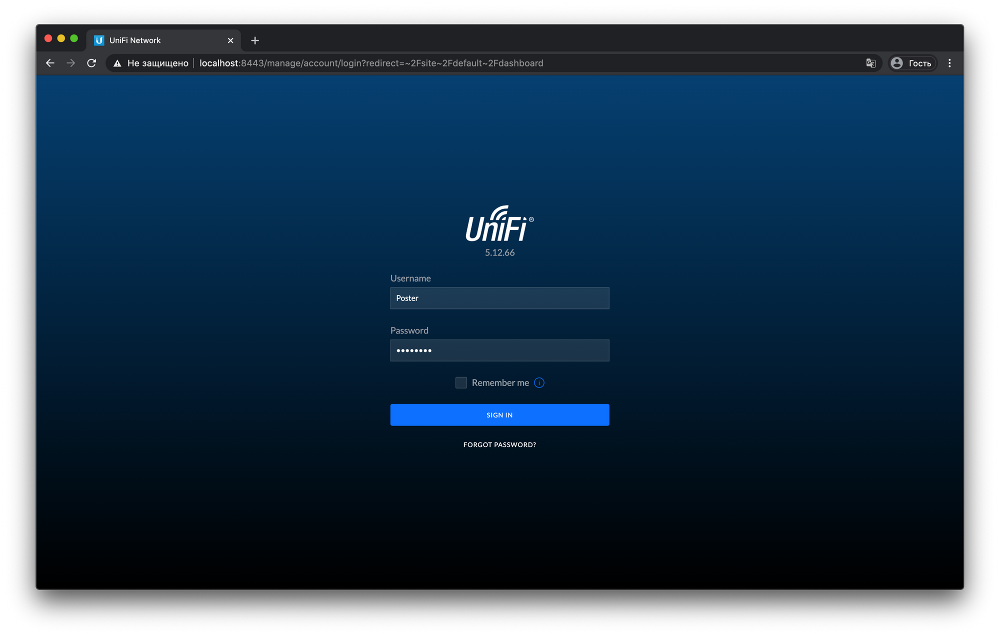 UniFi Network
Не защищено localhost:8443/manage/account/login?redirect=~2Fsite~2Fdefault~2Fdashboard Гость
UniFi®
5.12.66
Username
Poster
Password
••••••••
Remember me
SIGN IN
FORGOT PASSWORD?